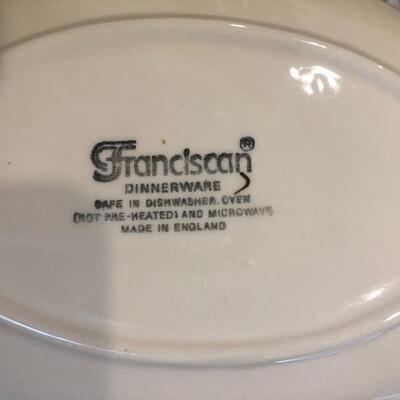 Franciscan ®
DINNERWARE
SAFE IN DISHWASHER, OVEN
(NOT PRE-HEATED) AND MICROWAVE
MADE IN ENGLAND